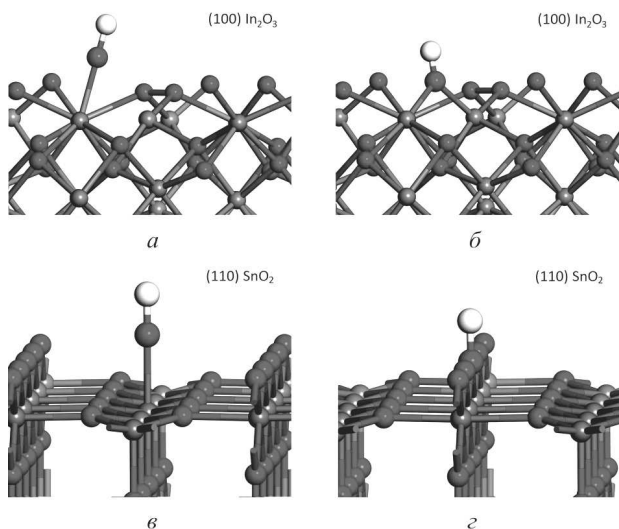 (100) In₂O₃
(100) In₂O₃
а
б
(110) SnO₂
(110) SnO₂
в
г